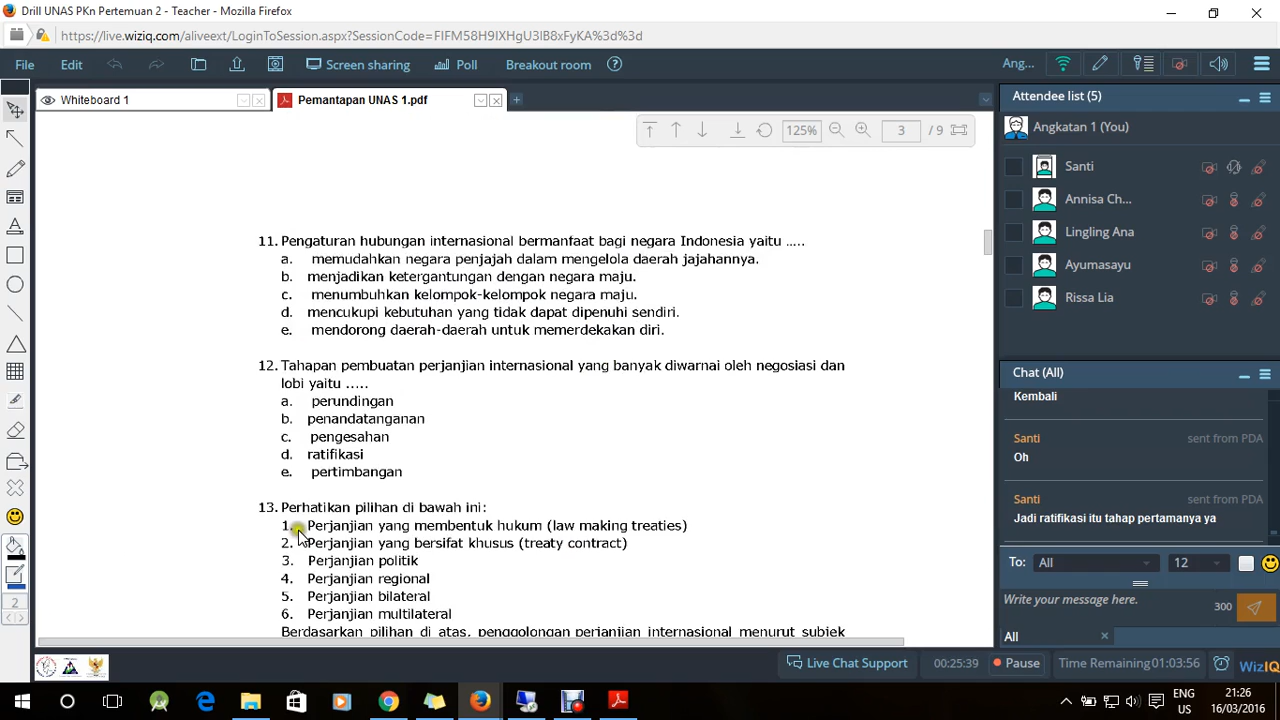 Drill UNAS PKn Pertemuan 2 - Teacher - Mozilla Firefox
https://live.wiziq.com/aliveext/LoginToSession.aspx?SessionCode=FIFM58H9IXHgU3lB8xFyKA%3d%3d
File Edit Screen sharing Poll Breakout room ? Ang...
Whiteboard 1 Pemantapan UNAS 1.pdf +
125% 3 / 9
11. Pengaturan hubungan internasional bermanfaat bagi negara Indonesia yaitu .....
a. memudahkan negara penjajah dalam mengelola daerah jajahannya.
b. menjadikan ketergantungan dengan negara maju.
c. menumbuhkan kelompok-kelompok negara maju.
d. mencukupi kebutuhan yang tidak dapat dipenuhi sendiri.
e. mendorong daerah-daerah untuk memerdekakan diri.
12. Tahapan pembuatan perjanjian internasional yang banyak diwarnai oleh negosiasi dan
lobi yaitu .....
a. perundingan
b. penandatanganan
c. pengesahan
d. ratifikasi
e. pertimbangan
13. Perhatikan pilihan di bawah ini:
1. Perjanjian yang membentuk hukum (law making treaties)
2. Perjanjian yang bersifat khusus (treaty contract)
3. Perjanjian politik
4. Perjanjian regional
5. Perjanjian bilateral
6. Perjanjian multilateral
Berdasarkan pilihan di atas, penggolongan perjanjian internasional menurut subjek
2
Attendee list (5)
Angkatan 1 (You)
Santi
Annisa Ch...
Lingling Ana
Ayumasayu
Rissa Lia
Chat (All)
Kembali
Santi sent from PDA
Oh
Santi sent from PDA
Jadi ratifikasi itu tahap pertamanya ya
To: All 12
Write your message here. 300
All ×
Live Chat Support 00:25:39 Pause Time Remaining 01:03:56 WizIQ
ENG 21:26
US 16/03/2016